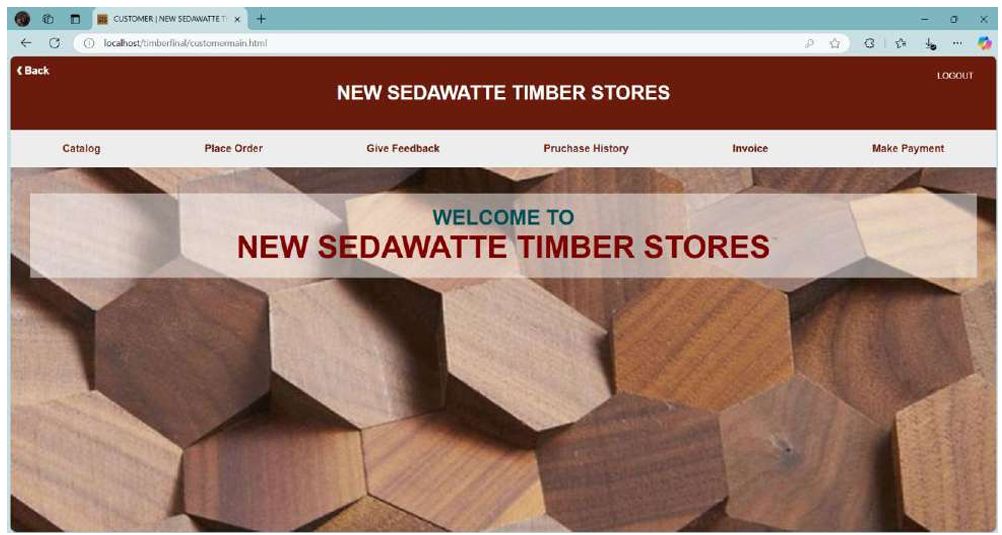 CUSTOMER | NEW SEDAWATTE T
localhost/timberfinal/customermain.html
Back
LOGOUT
NEW SEDAWATTE TIMBER STORES
Catalog Place Order Give Feedback Pruchase History Invoice Make Payment
WELCOME TO
NEW SEDAWATTE TIMBER STORES